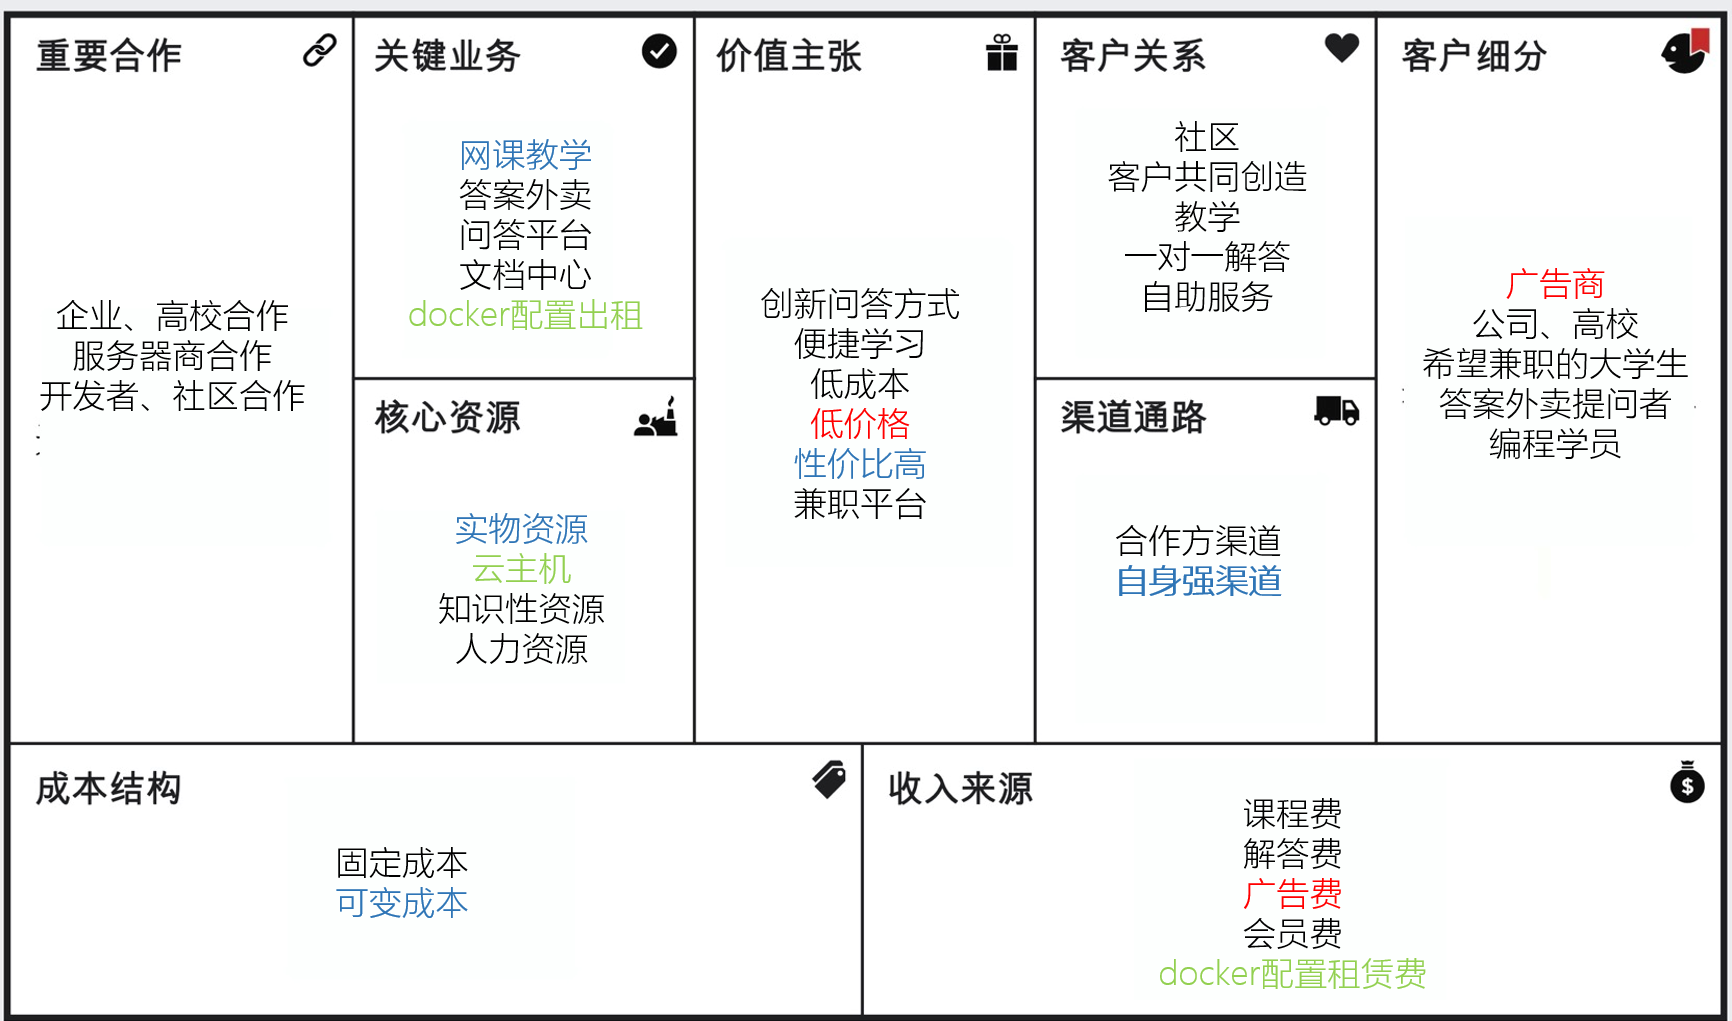 重要合作
企业、高校合作
服务器商合作
开发者、社区合作
关键业务
网课教学
答案外卖
问答平台
文档中心
docker配置出租
核心资源
实物资源
云主机
知识性资源
人力资源
价值主张
创新问答方式
便捷学习
低成本
低价格
性价比高
兼职平台
客户关系
社区
客户共同创造
教学
一对一解答
自助服务
渠道通路
合作方渠道
自身强渠道
客户细分
广告商
公司、高校
希望兼职的大学生
答案外卖提问者
编程学员
成本结构
固定成本
可变成本
收入来源
课程费
解答费
广告费
会员费
docker配置租赁费